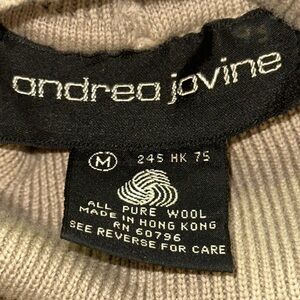 andrea jovine
M 245 HK 75
ALL PURE WOOL
MADE IN HONG KONG
RN 60796
SEE REVERSE FOR CARE